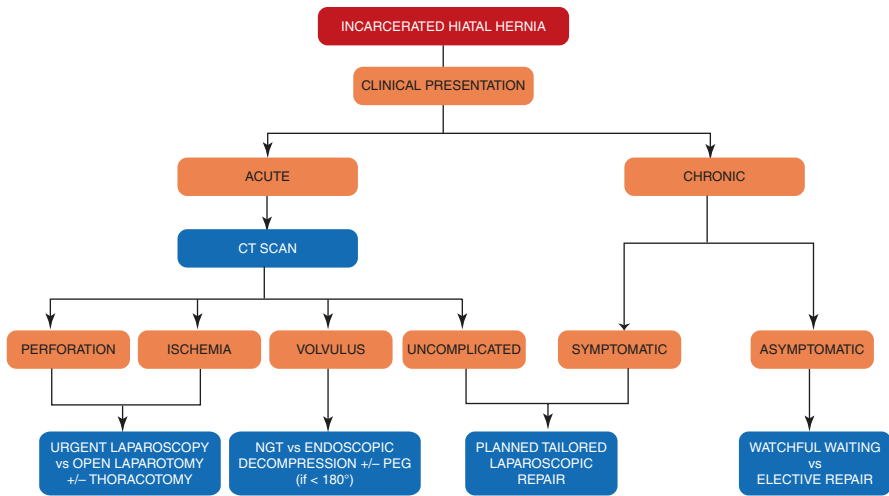 INCARCERATED HIATAL HERNIA
CLINICAL PRESENTATION
ACUTE
CHRONIC
CT SCAN
PERFORATION
ISCHEMIA
VOLVULUS
UNCOMPLICATED
SYMPTOMATIC
ASYMPTOMATIC
URGENT LAPAROSCOPY
vs OPEN LAPAROTOMY
+/– THORACOTOMY
NGT vs ENDOSCOPIC
DECOMPRESSION +/– PEG
(if < 180°)
PLANNED TAILORED
LAPAROSCOPIC
REPAIR
WATCHFUL WAITING
vs
ELECTIVE REPAIR